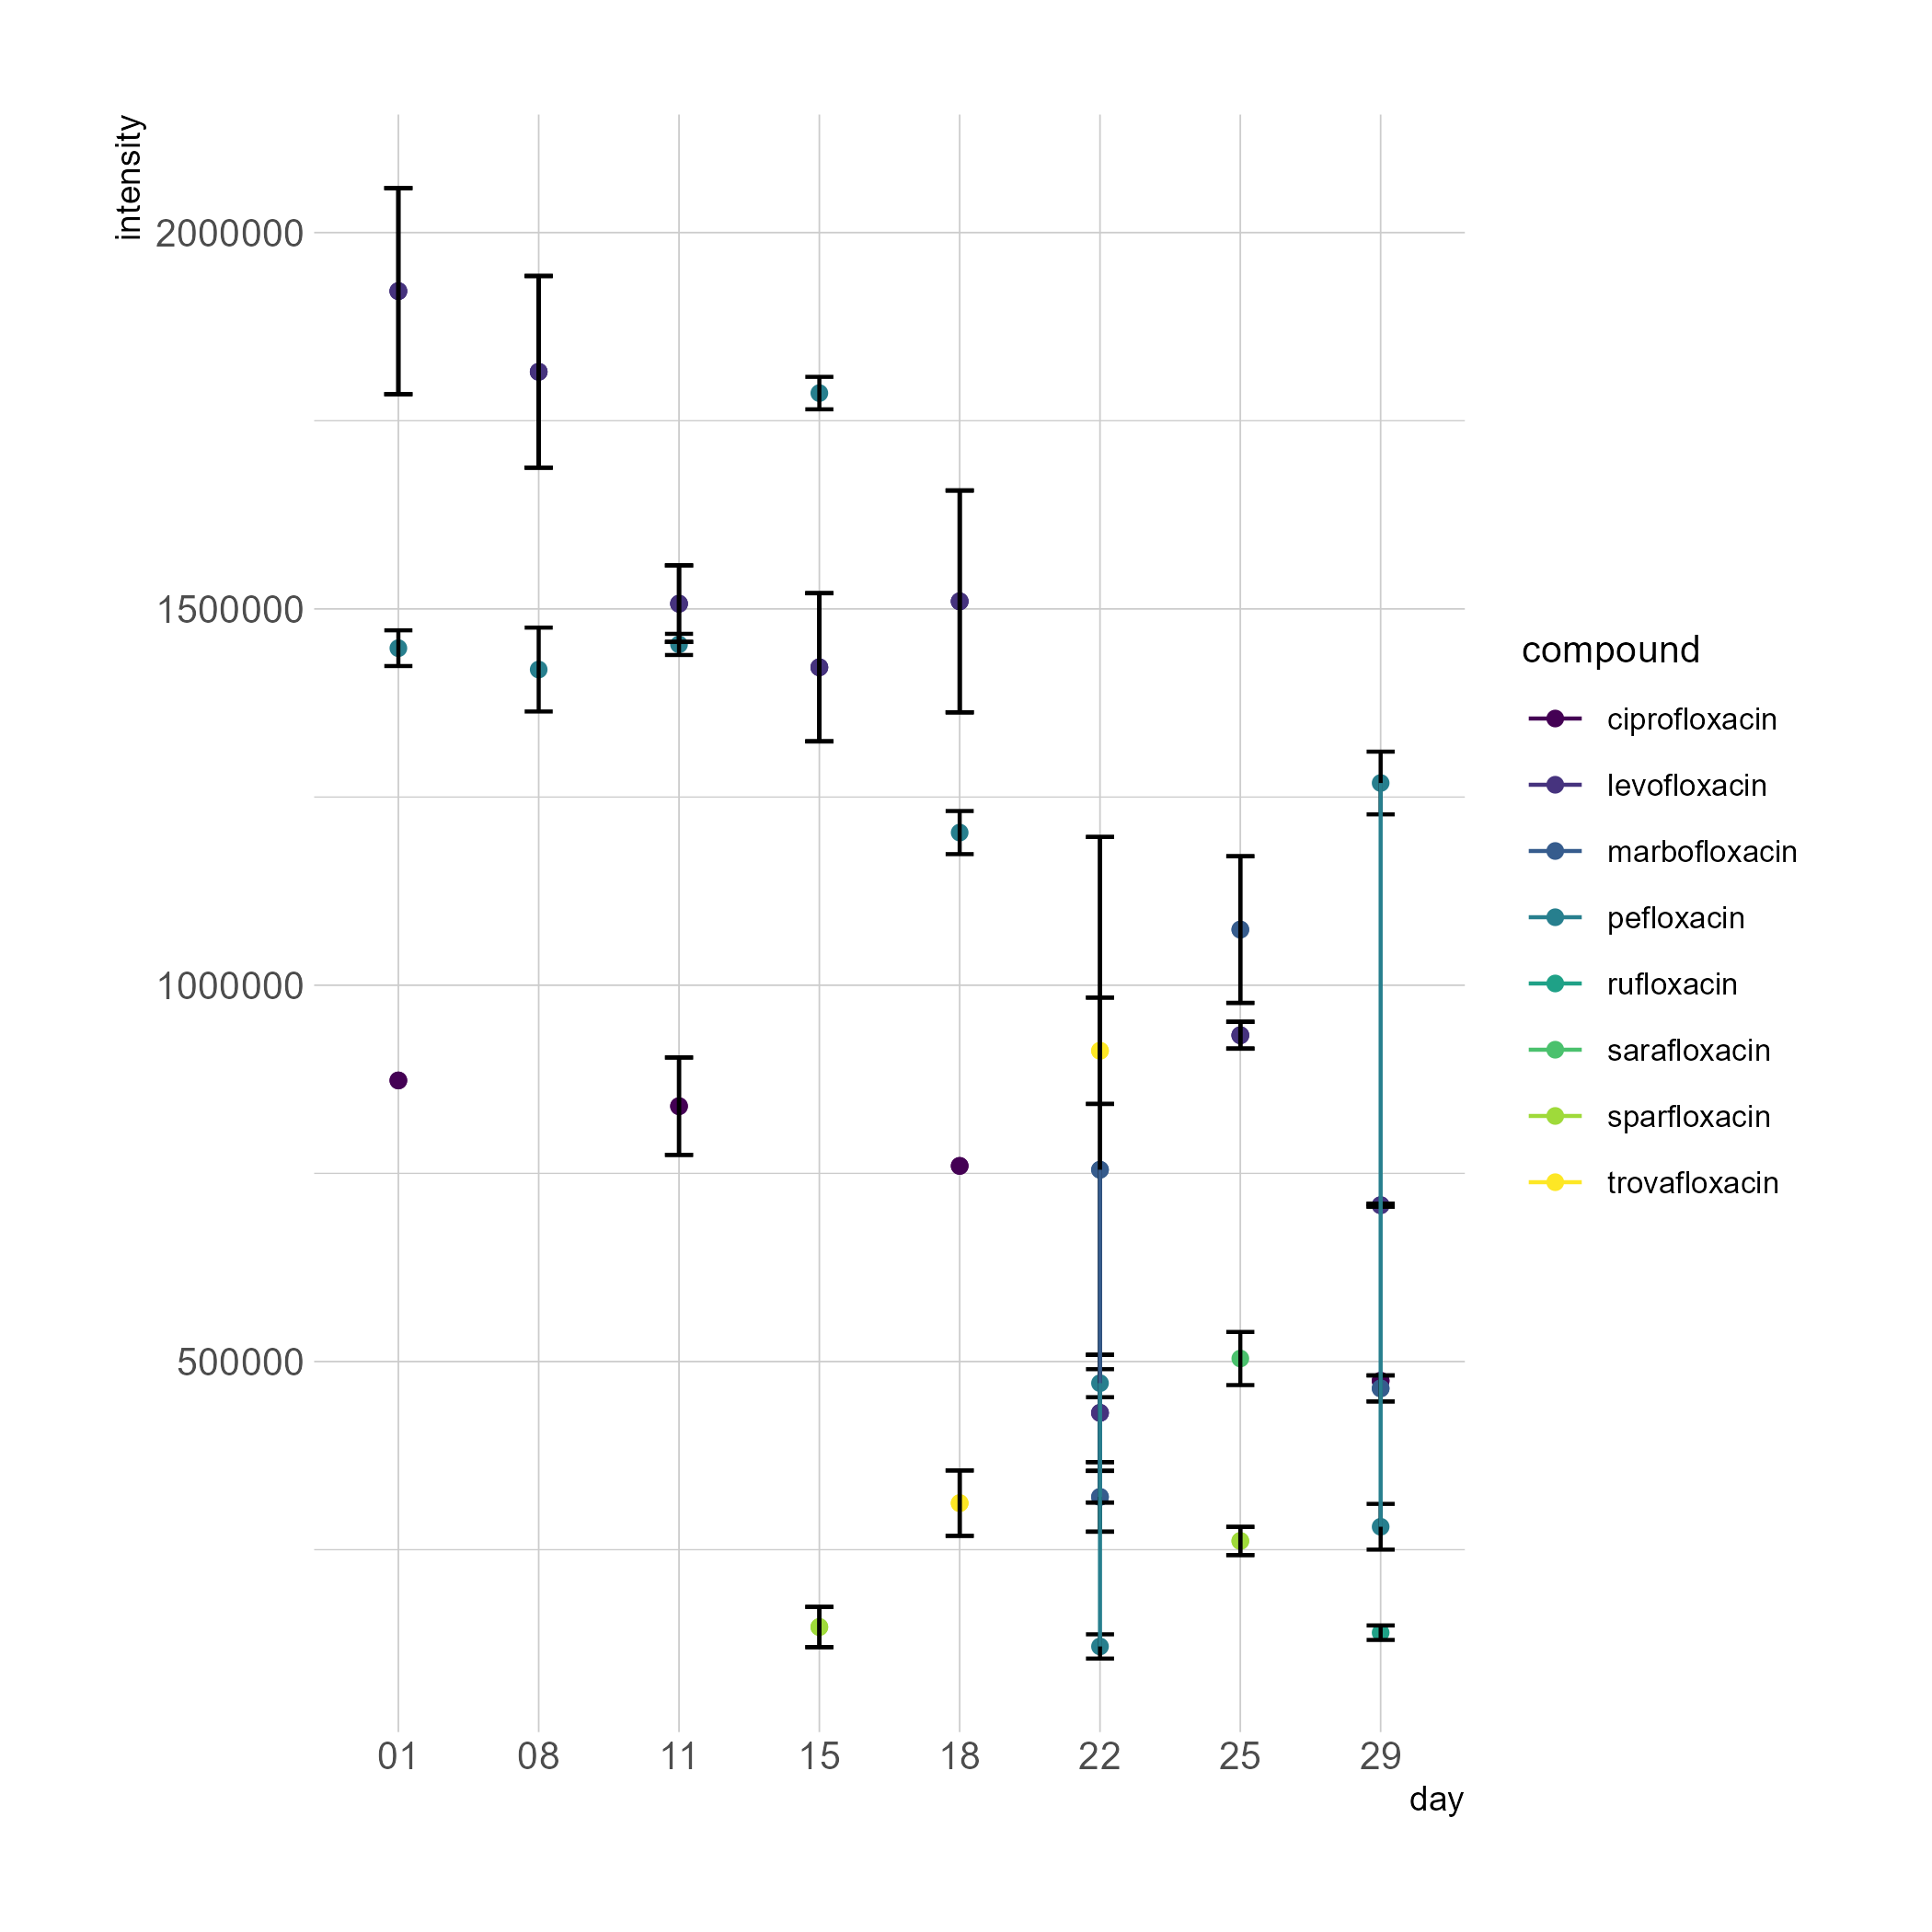 intensity
2000000
1500000
1000000
500000
01 08 11 15 18 22 25 29
day
compound
ciprofloxacin
levofloxacin
marbofloxacin
pefloxacin
rufloxacin
sarafloxacin
sparfloxacin
trovafloxacin